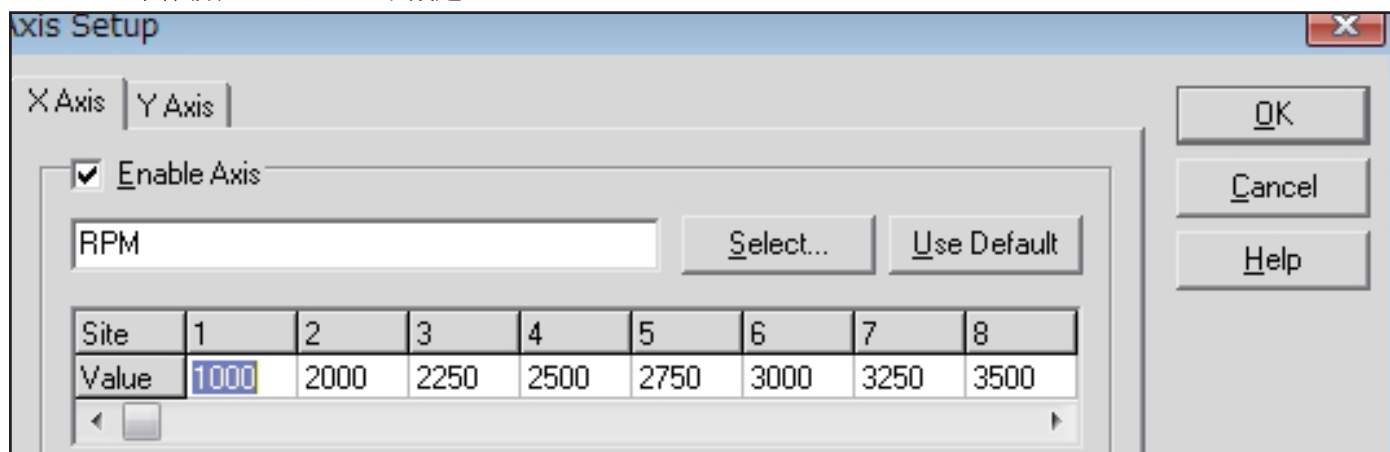 Axis Setup
X Axis Y Axis
OK
Enable Axis
Cancel
RPM Select... Use Default
Help
Site 1 2 3 4 5 6 7 8
Value 1000 2000 2250 2500 2750 3000 3250 3500